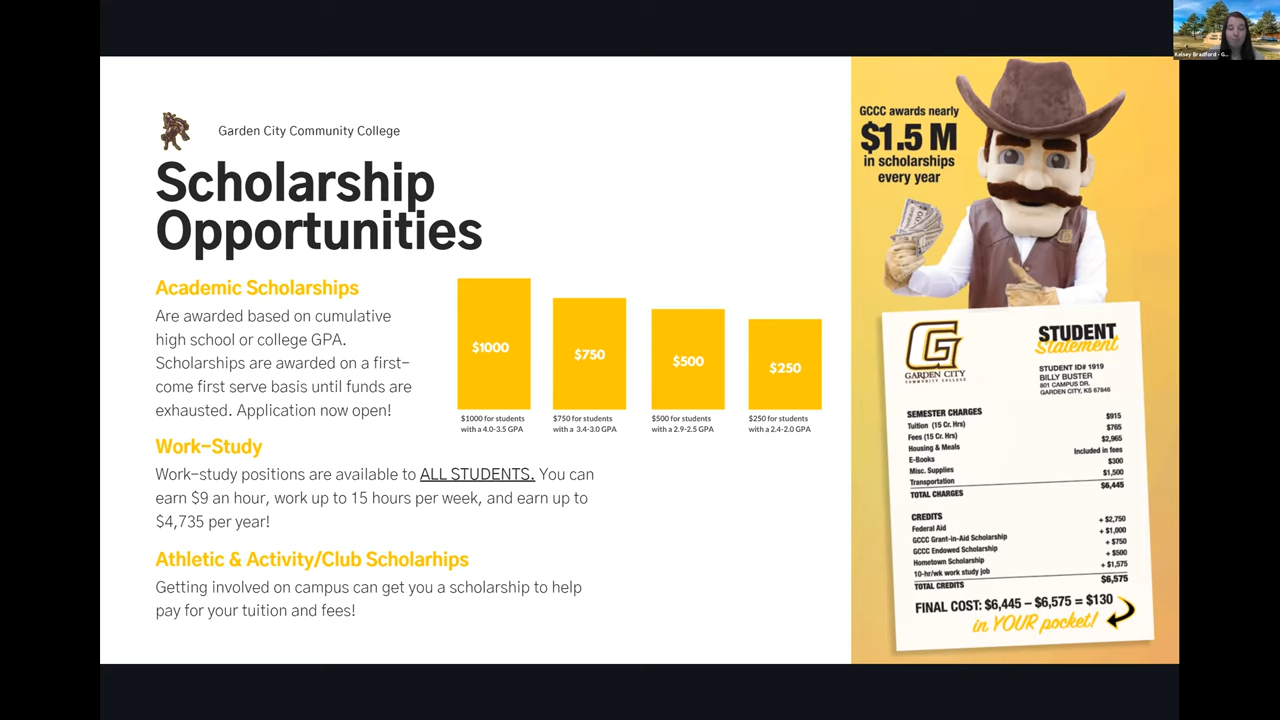 Kelsey Bradford - G...
Garden City Community College
Scholarship
Opportunities
Academic Scholarships
Are awarded based on cumulative
high school or college GPA.
Scholarships are awarded on a first-
come first serve basis until funds are
exhausted. Application now open!
$1000
$750
$500
$250
$1000 for students
with a 4.0-3.5 GPA
$750 for students
with a 3.4-3.0 GPA
$500 for students
with a 2.9-2.5 GPA
$250 for students
with a 2.4-2.0 GPA
Work-Study
Work-study positions are available to ALL STUDENTS. You can
earn $9 an hour, work up to 15 hours per week, and earn up to
$4,735 per year!
Athletic & Activity/Club Scholarhips
Getting involved on campus can get you a scholarship to help
pay for your tuition and fees!
GCCC awards nearly
$1.5 M
in scholarships
every year
G
GARDEN CITY
COMMUNITY COLLEGE
STUDENT
Statement
STUDENT ID# 1919
BILLY BUSTER
801 CAMPUS DR.
GARDEN CITY, KS 67846
SEMESTER CHARGES
Tuition (15 Cr. Hrs) $915
Fees (15 Cr. Hrs) $765
Housing & Meals $2,965
E-Books Included in fees
Misc. Supplies $300
Transportation $1,500
TOTAL CHARGES $6,445
CREDITS
Federal Aid + $2,750
GCCC Grant-in-Aid Scholarship + $1,000
GCCC Endowed Scholarship + $750
Hometown Scholarship + $500
10-hr/wk work study job + $1,575
TOTAL CREDITS $6,575
FINAL COST: $6,445 – $6,575 = $130
in YOUR pocket!